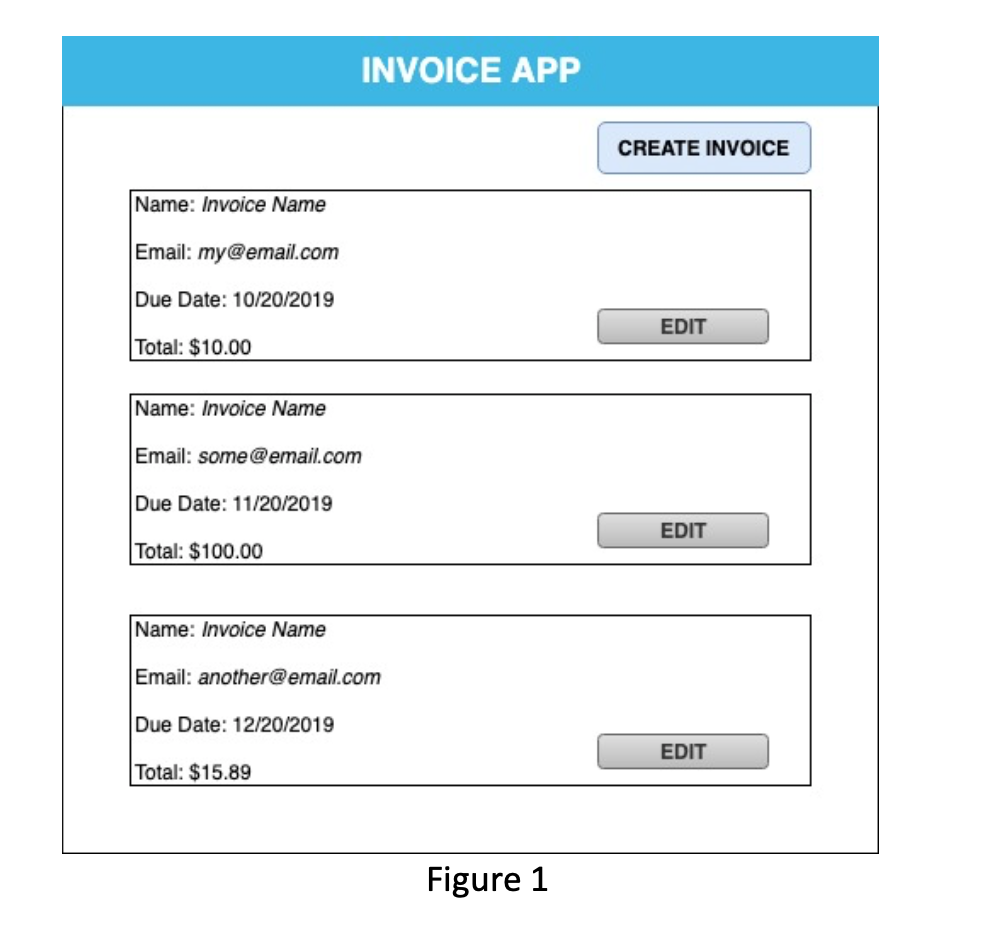 INVOICE APP
CREATE INVOICE
Name: Invoice Name
Email: my@email.com
Due Date: 10/20/2019
EDIT
Total: $10.00
Name: Invoice Name
Email: some@email.com
Due Date: 11/20/2019
EDIT
Total: $100.00
Name: Invoice Name
Email: another@email.com
Due Date: 12/20/2019
EDIT
Total: $15.89
Figure 1